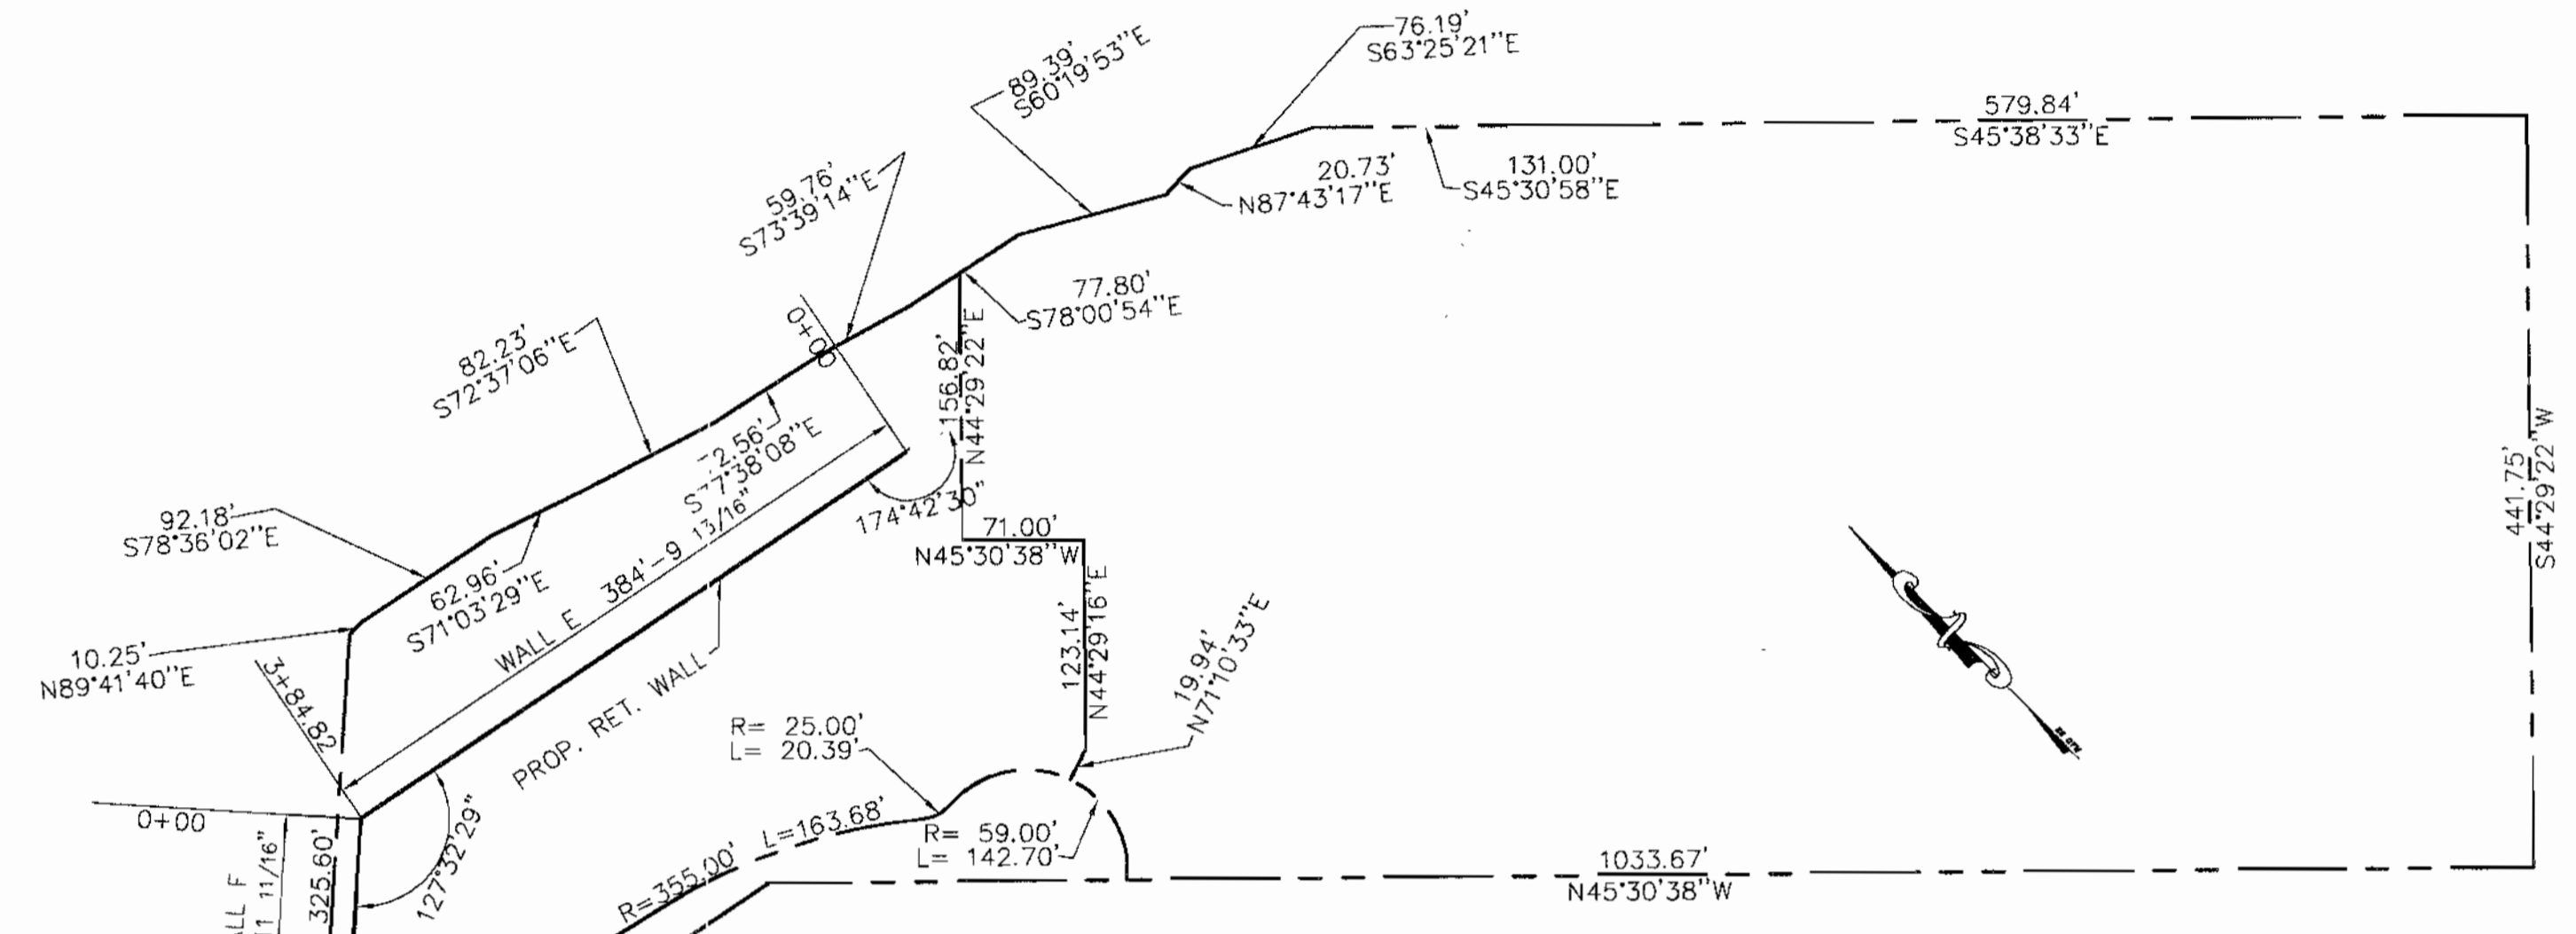 76.19'
S63°25'21"E
89.39'
S60°19'53"E
579.84'
S45°38'33"E
20.73'
N87°43'17"E
131.00'
S45°30'58"E
59.76'
S73°39'14"E
77.80'
S78°00'54"E
0+00
82.23'
S72°37'06"E
156.82'
N44°29'22"E
2.56'
S77°38'08"E
174°42'30"
441.75'
S44°29'22"W
92.18'
S78°36'02"E
62.96'
S71°03'29"E
WALL E 384'-9 13/16"
71.00'
N45°30'38"W
10.25'
N89°41'40"E
3+84.82
PROP. RET. WALL
123.14'
N44°29'16"E
19.94'
N71°10'33"E
R= 25.00'
L= 20.39'
0+00
127°32'29"
R=355.00' L=163.68'
R= 59.00'
L= 142.70'
1033.67'
N45°30'38"W
ALL F
11 11/16"
325.60'